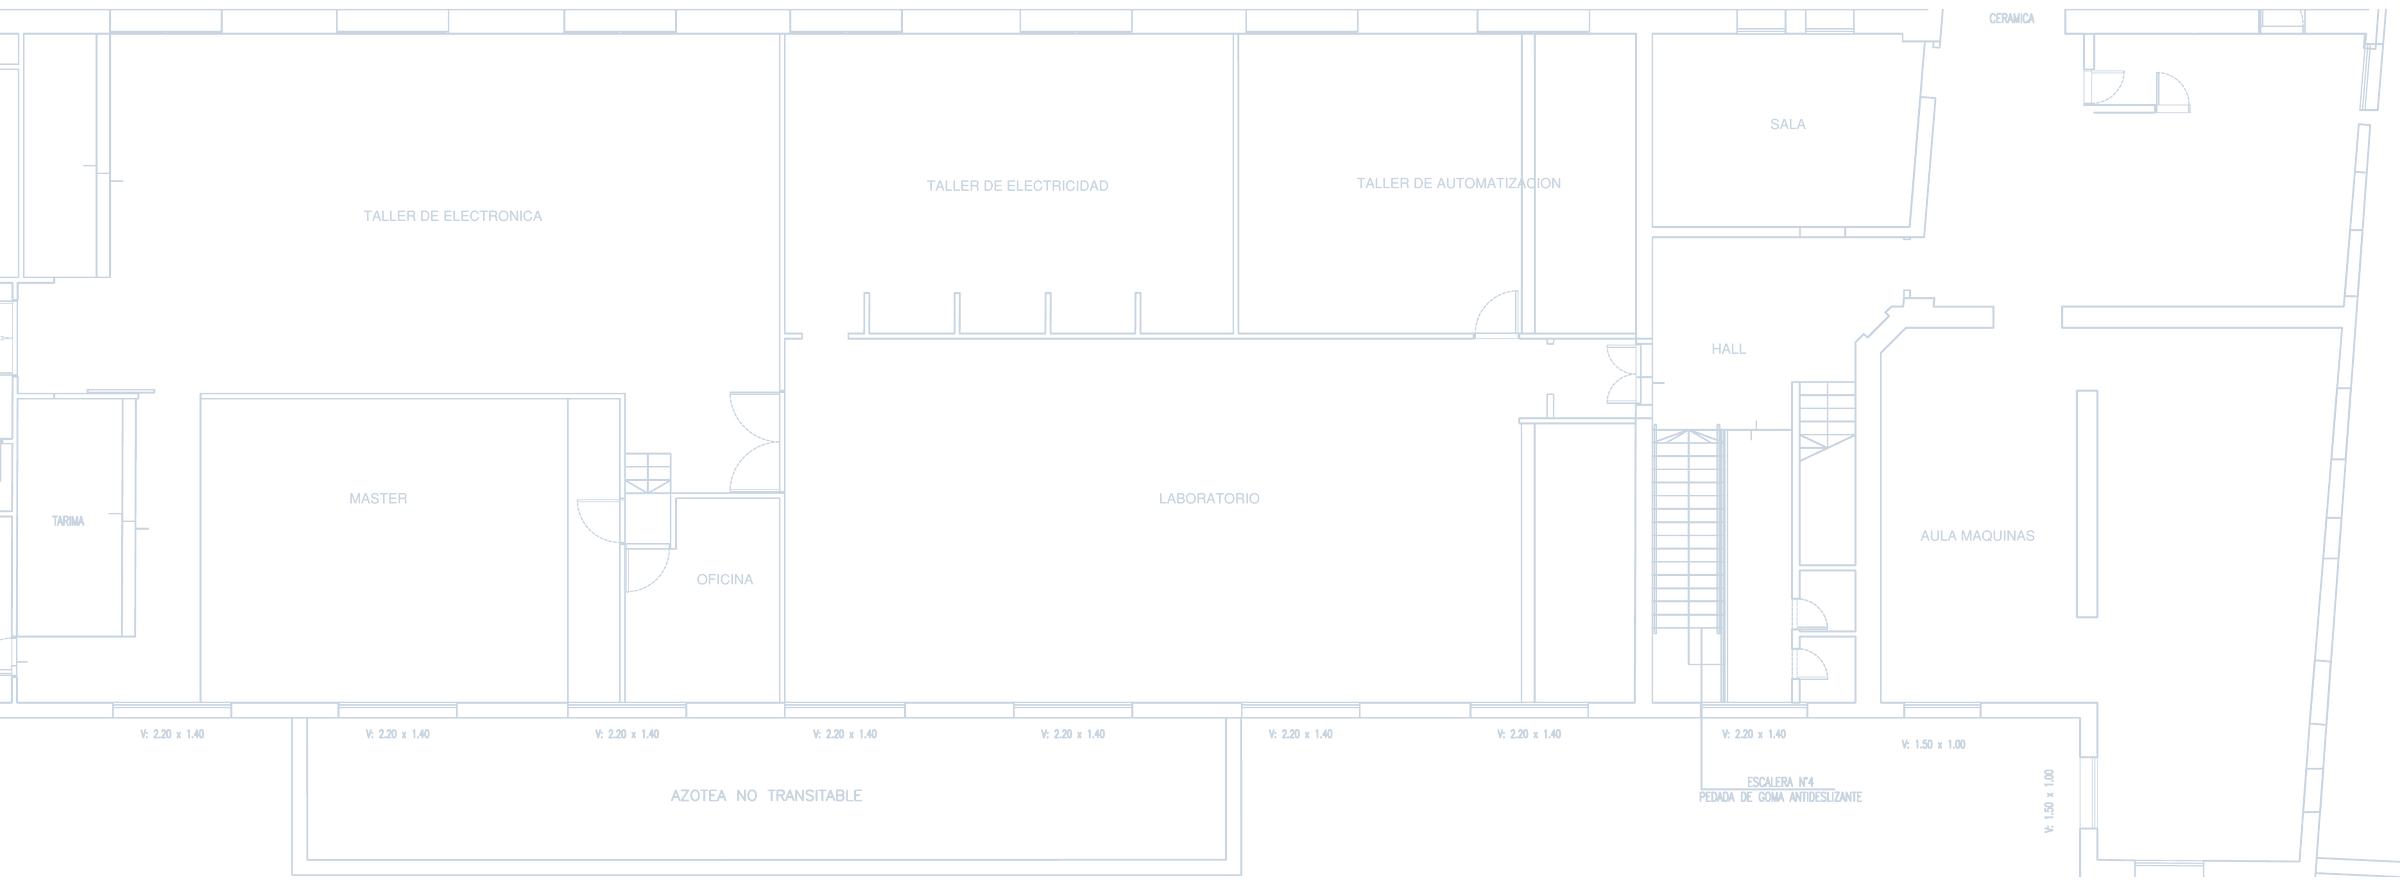 CERAMICA
SALA
TALLER DE ELECTRONICA
TALLER DE ELECTRICIDAD
TALLER DE AUTOMATIZACION
HALL
MASTER
TARIMA
LABORATORIO
OFICINA
AULA MAQUINAS
V: 2.20 x 1.40
V: 2.20 x 1.40
V: 2.20 x 1.40
V: 2.20 x 1.40
V: 2.20 x 1.40
V: 2.20 x 1.40
V: 2.20 x 1.40
V: 2.20 x 1.40
V: 1.50 x 1.00
V: 1.50 x 1.00
AZOTEA NO TRANSITABLE
ESCALERA N°4
PEDADA DE GOMA ANTIDESLIZANTE